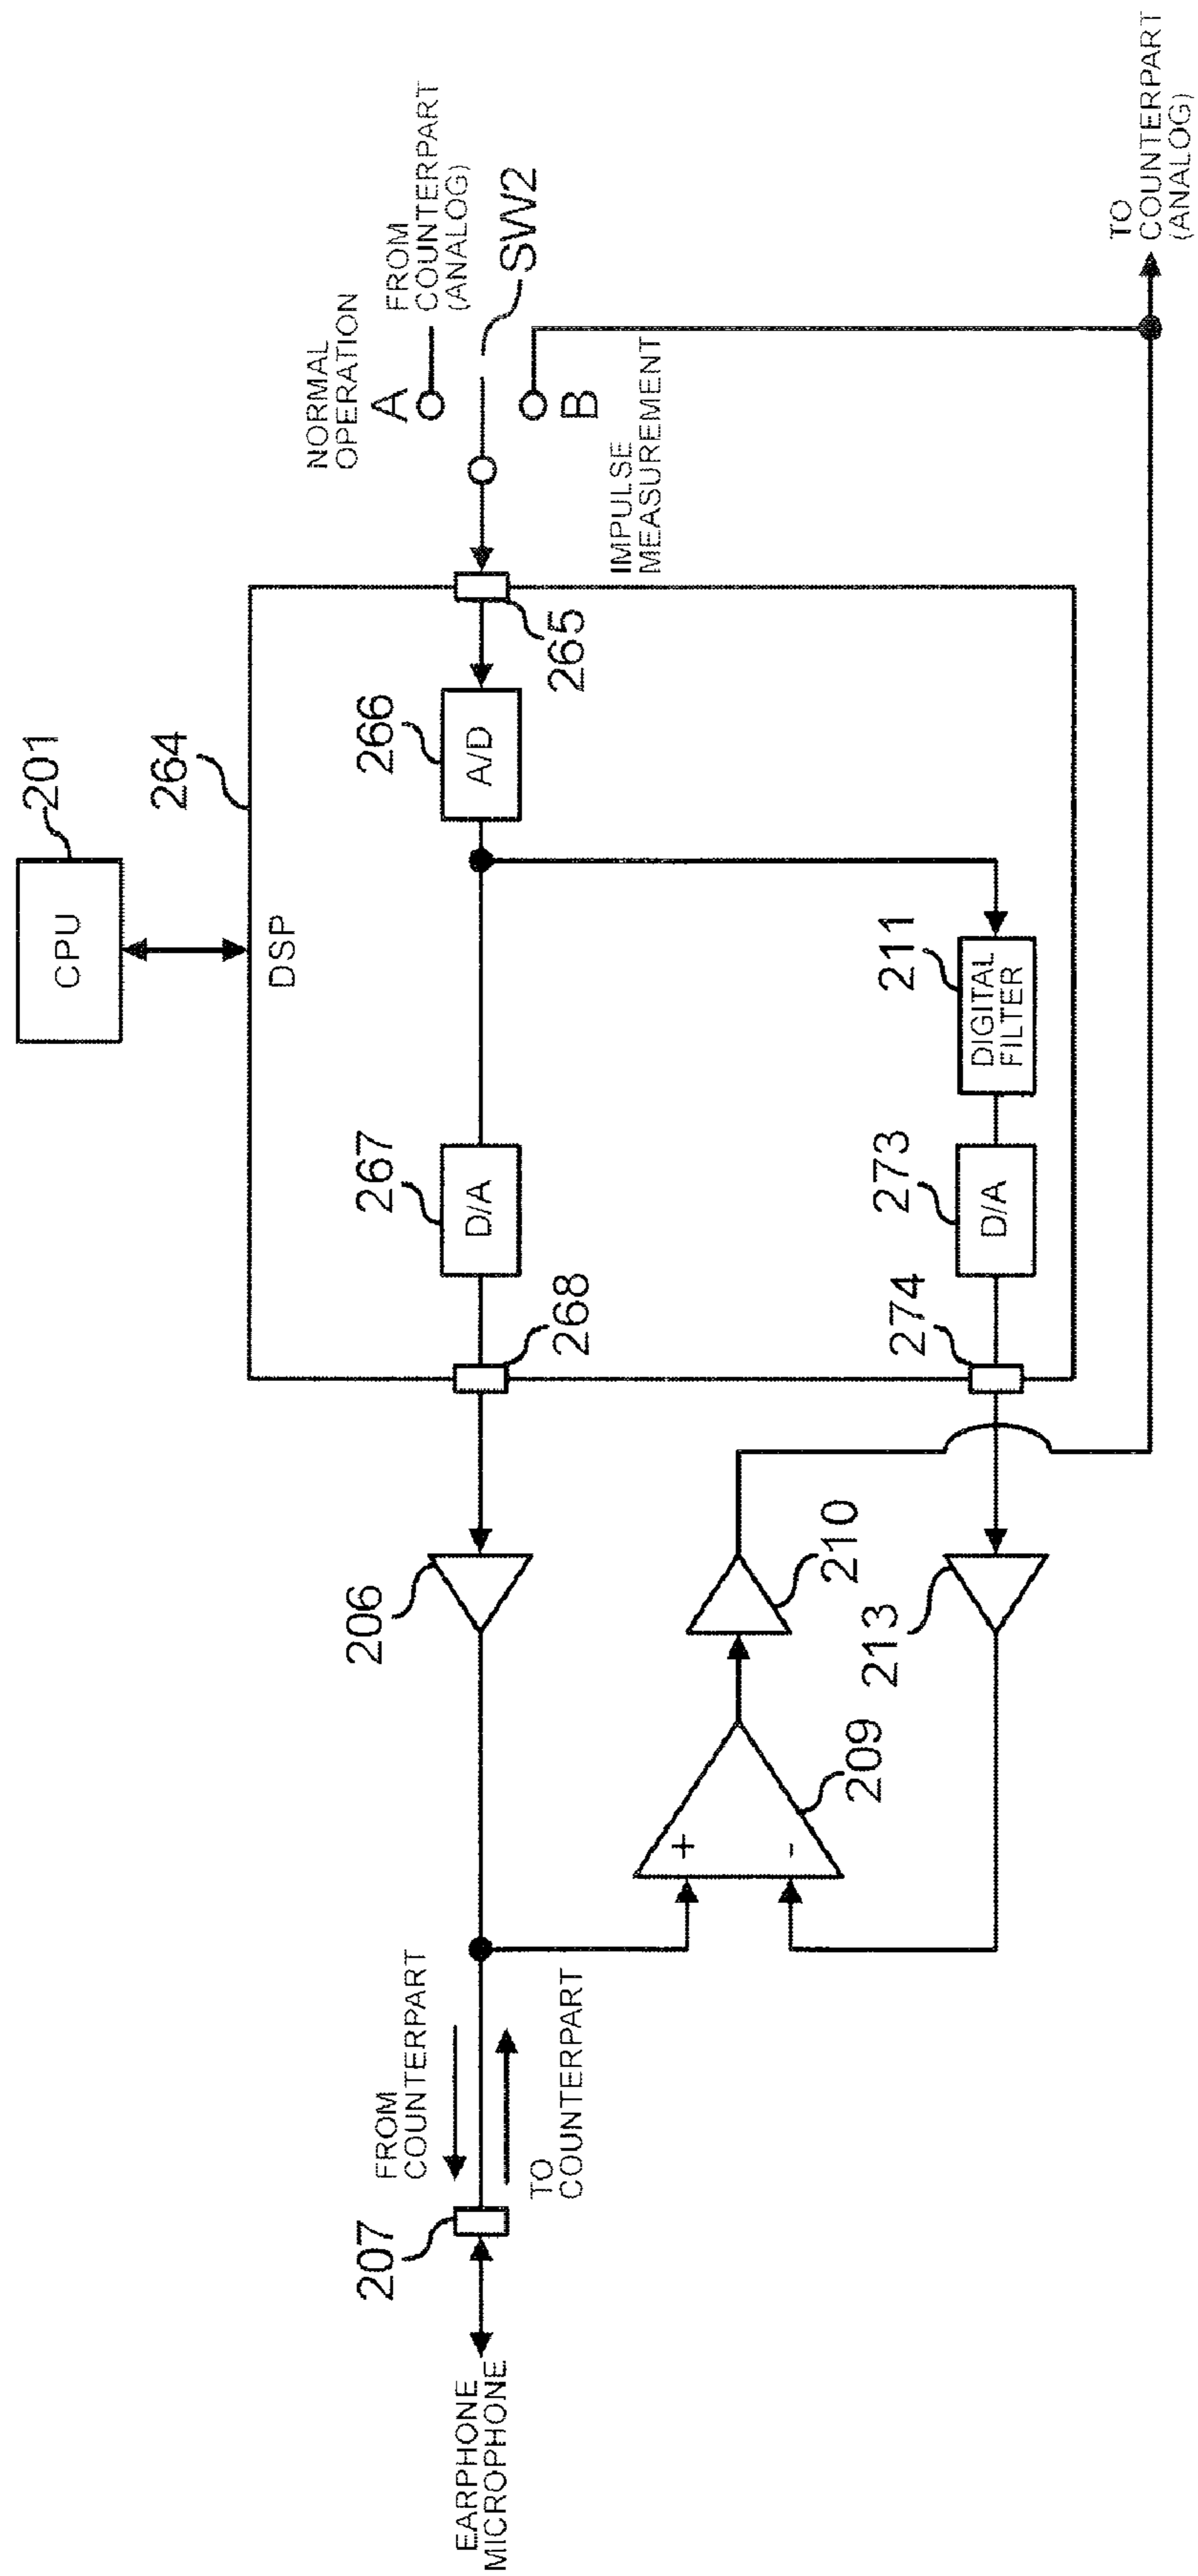 CPU
201
264
DSP
NORMAL
OPERATION
A
FROM
COUNTERPART
(ANALOG)
SW2
B
IMPULSE
MEASUREMENT
265
266
A/D
267
D/A
268
211
DIGITAL
FILTER
273
D/A
274
206
210
213
209
+
-
FROM
COUNTERPART
TO
COUNTERPART
207
EARPHONE
MICROPHONE
TO
COUNTERPART
(ANALOG)